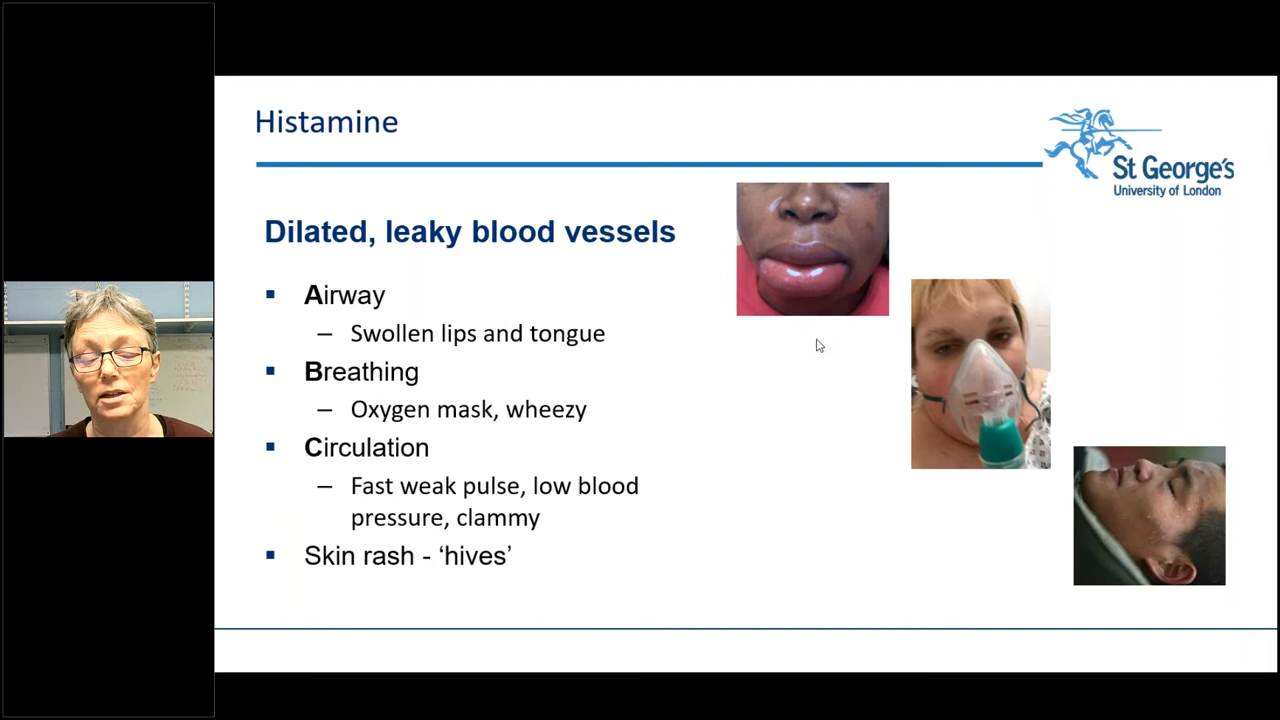 Histamine
St George's
University of London
Dilated, leaky blood vessels
Airway
– Swollen lips and tongue
Breathing
– Oxygen mask, wheezy
Circulation
– Fast weak pulse, low blood
pressure, clammy
Skin rash - ‘hives’